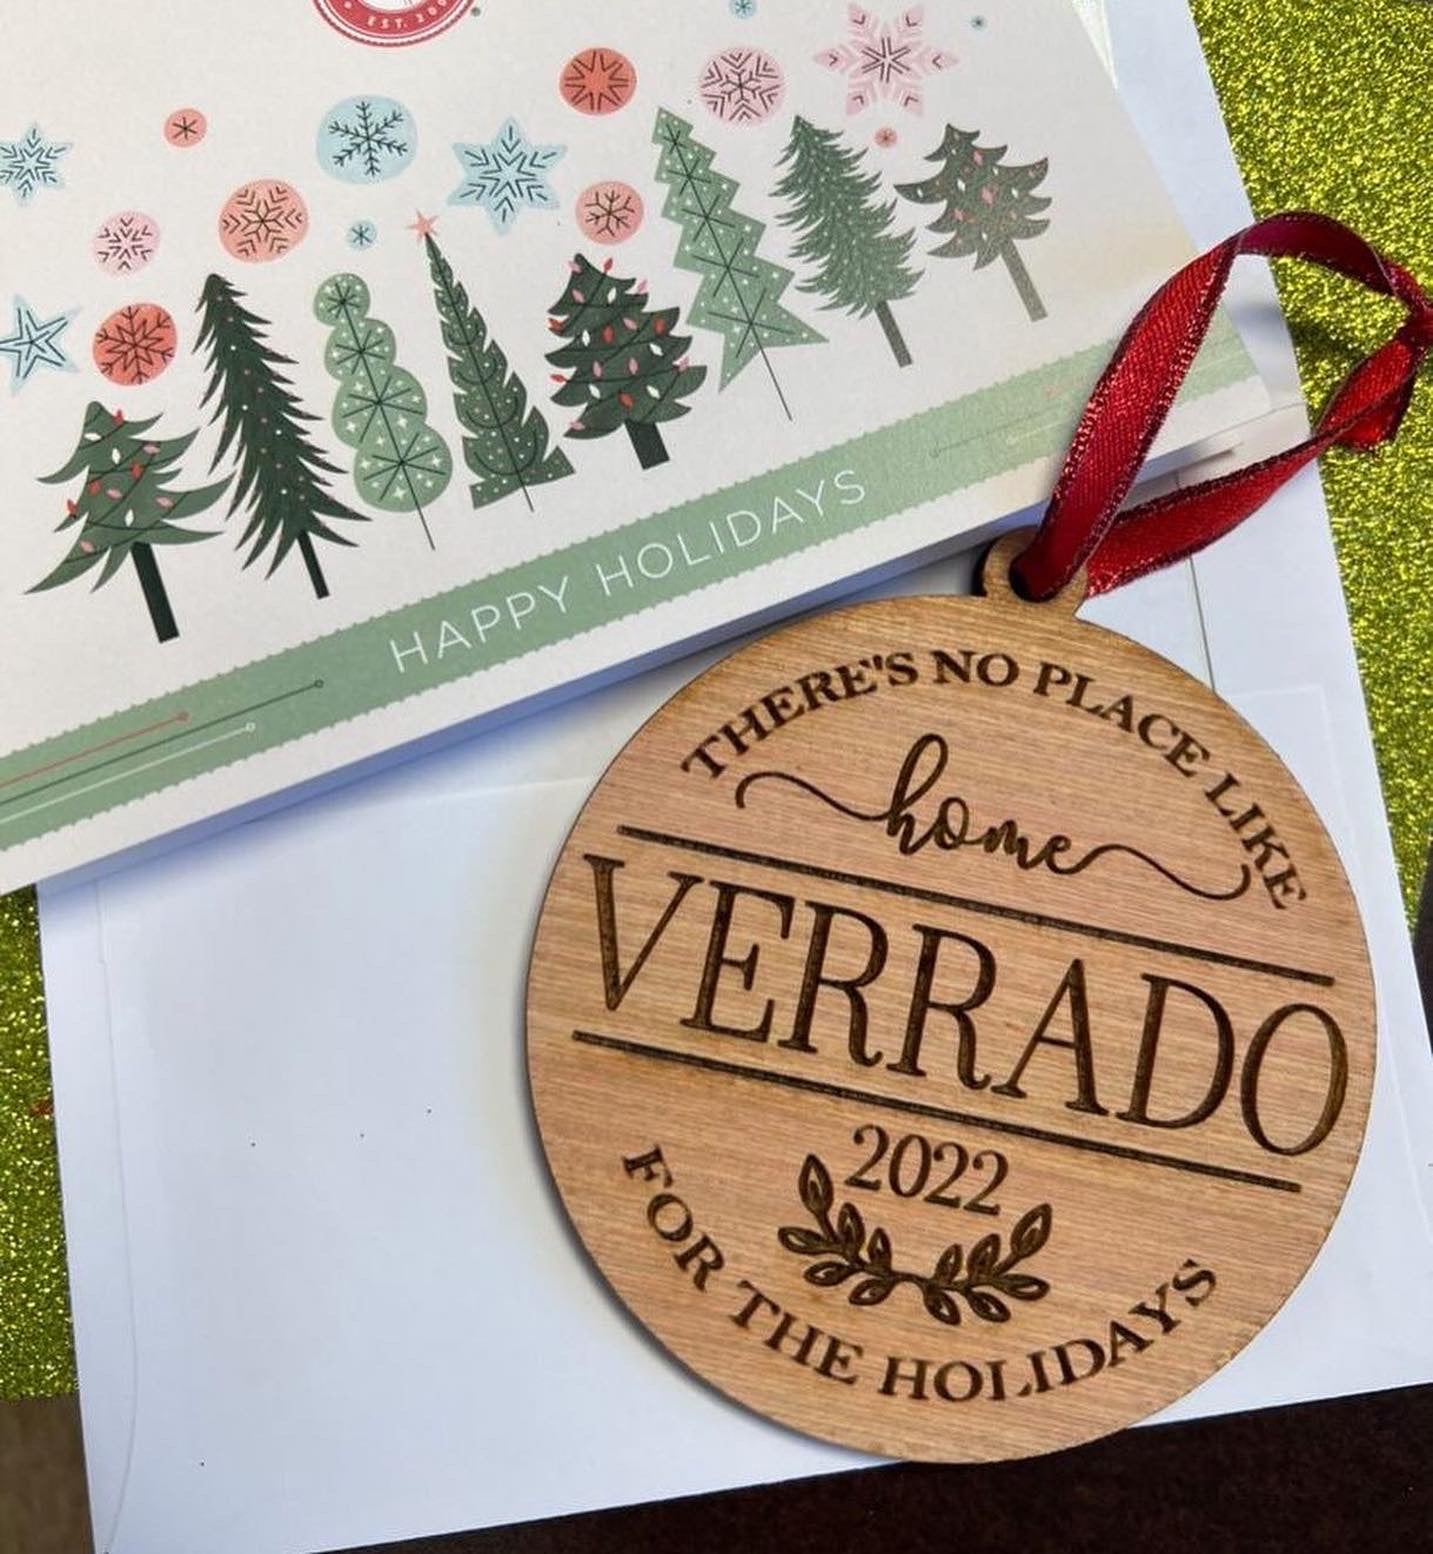 HAPPY HOLIDAYS
THERE'S NO PLACE LIKE
home
VERRADO
2022
FOR THE HOLIDAYS